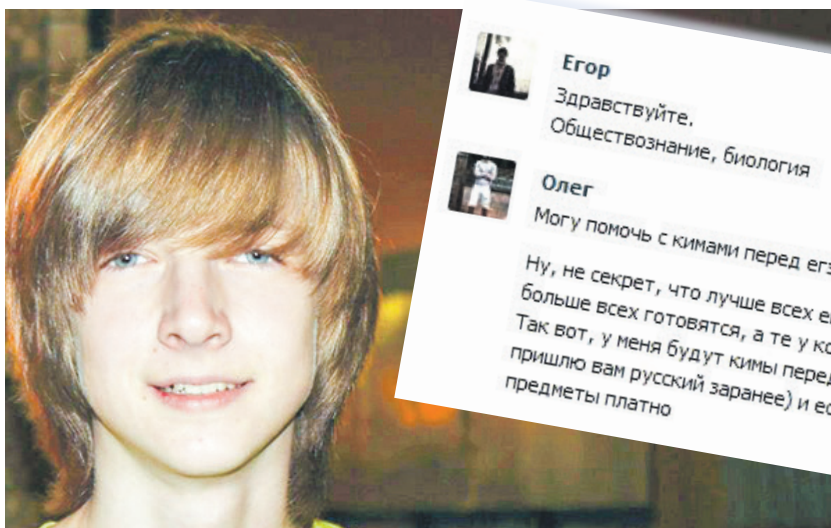 Егор
Здравствуйте.
Обществознание, биология
Олег
Могу помочь с кимами перед
Ну, не секрет, что лучше всех
больше всех готовятся, а те у
Так вот, у меня будут кимы
пришлю вам русский заранее) и
предметы платно